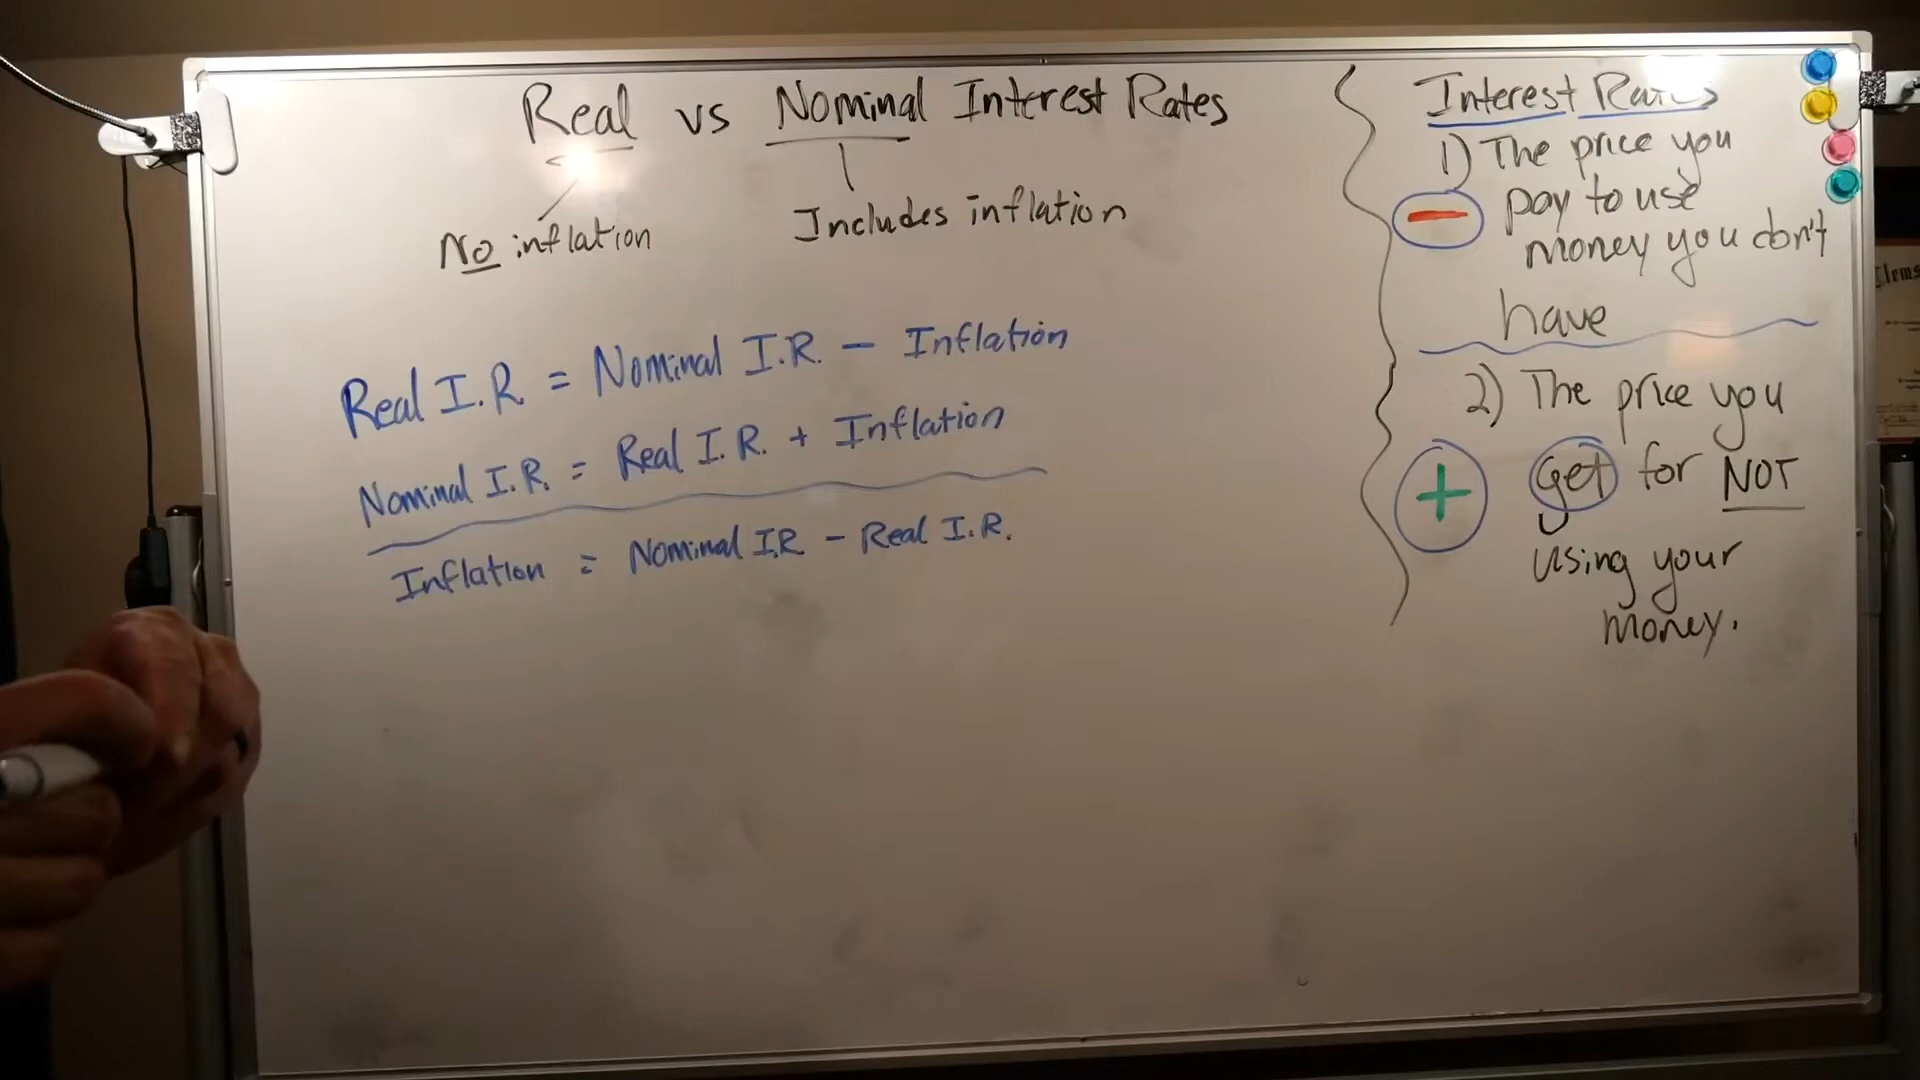 Real vs Nominal Interest Rates
No inflation
Includes inflation
Real I.R. = Nominal I.R. - Inflation
Nominal I.R. = Real I.R. + Inflation
Inflation = Nominal I.R - Real I.R.
Interest Rates
1) The price you
pay to use
money you don't
have
2) The price you
+ get for NOT
using your
money.
Clems